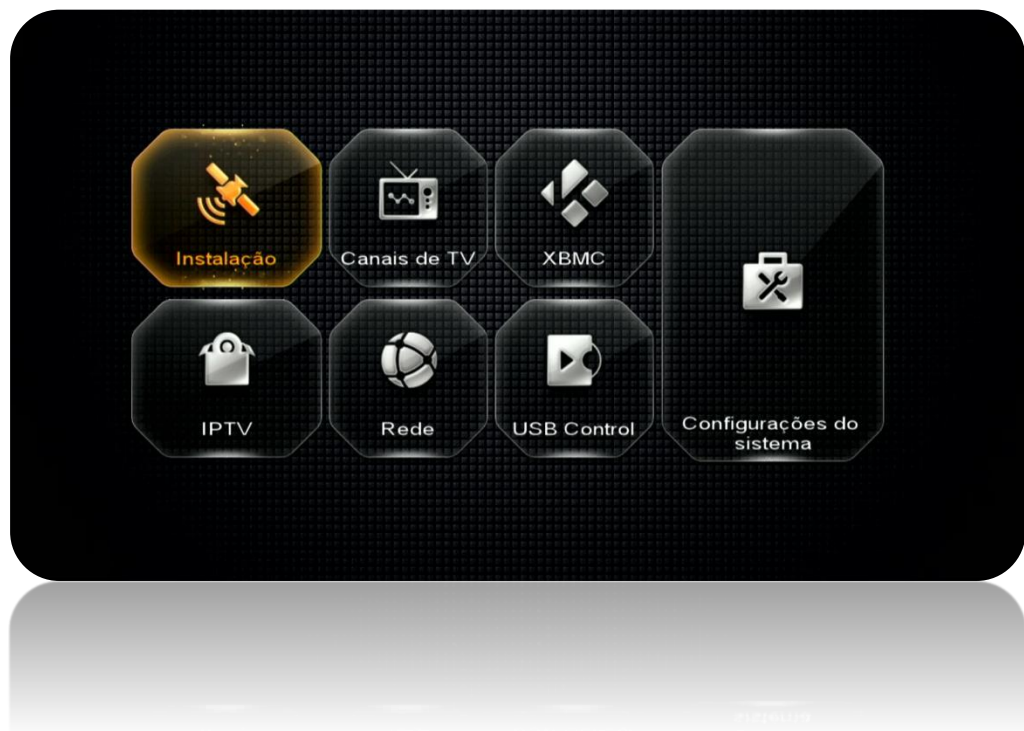 Instalação
Canais de TV
XBMC
IPTV
Rede
USB Control
Configurações do
sistema